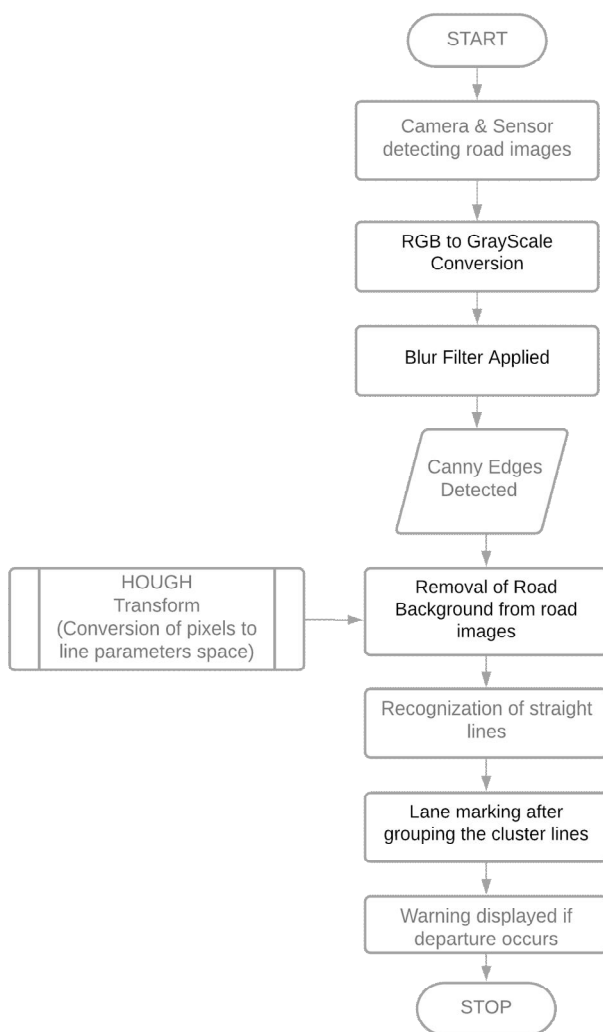 START
Camera & Sensor
detecting road images
RGB to GrayScale
Conversion
Blur Filter Applied
Canny Edges
Detected
HOUGH
Transform
(Conversion of pixels to
line parameters space)
Removal of Road
Background from road
images
Recognization of straight
lines
Lane marking after
grouping the cluster lines
Warning displayed if
departure occurs
STOP